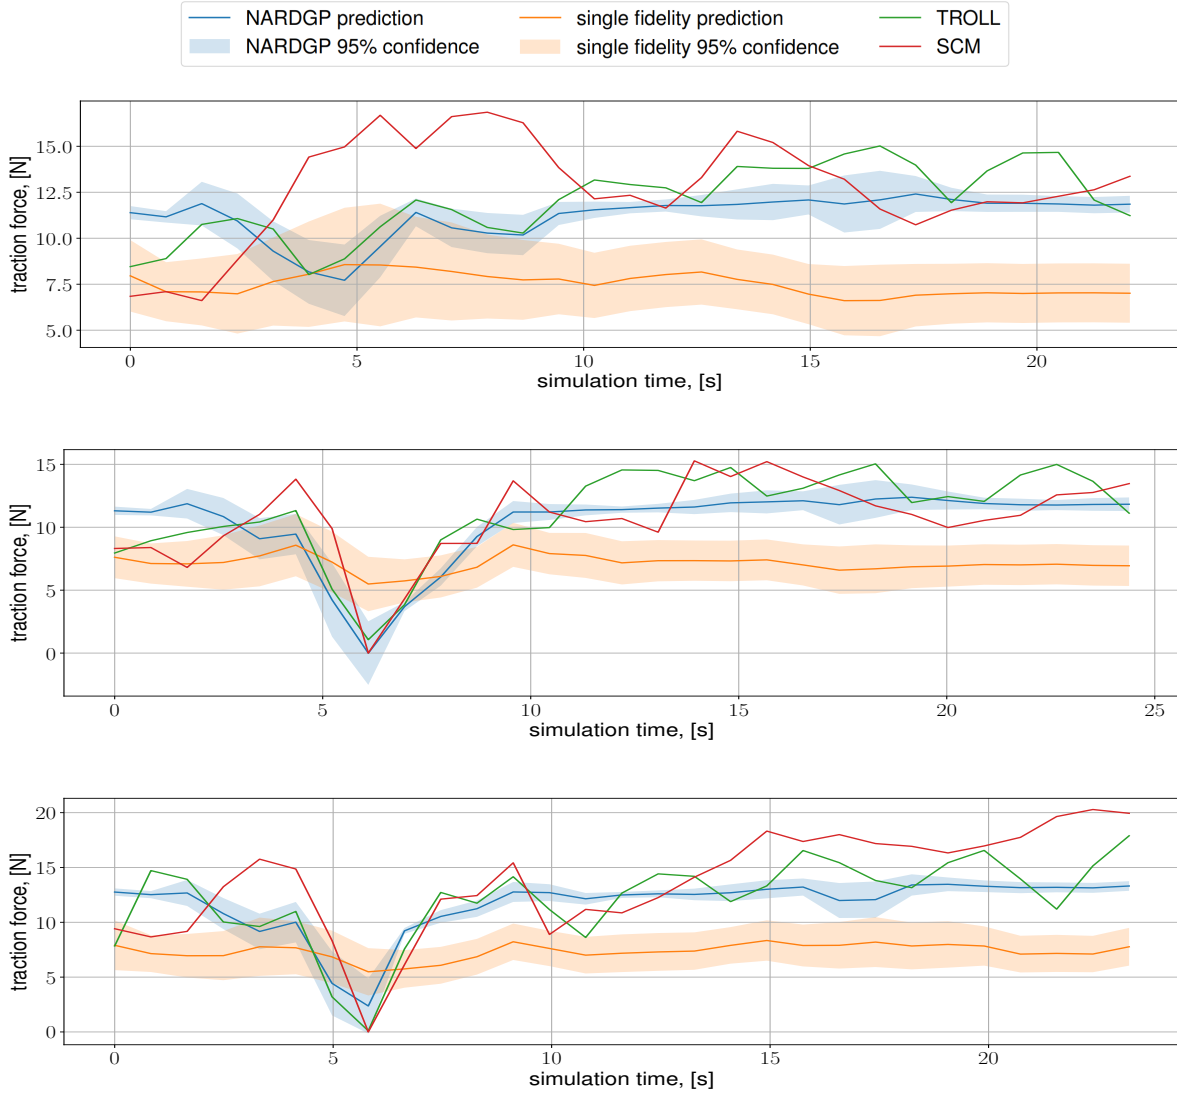 NARDGP prediction single fidelity prediction TROLL
NARDGP 95% confidence single fidelity 95% confidence SCM
traction force, [N]
15.0
12.5
10.0
7.5
5.0
0 5 10 15 20
simulation time, [s]
traction force, [N]
15
10
5
0
0 5 10 15 20 25
simulation time, [s]
traction force, [N]
20
15
10
5
0
0 5 10 15 20
simulation time, [s]